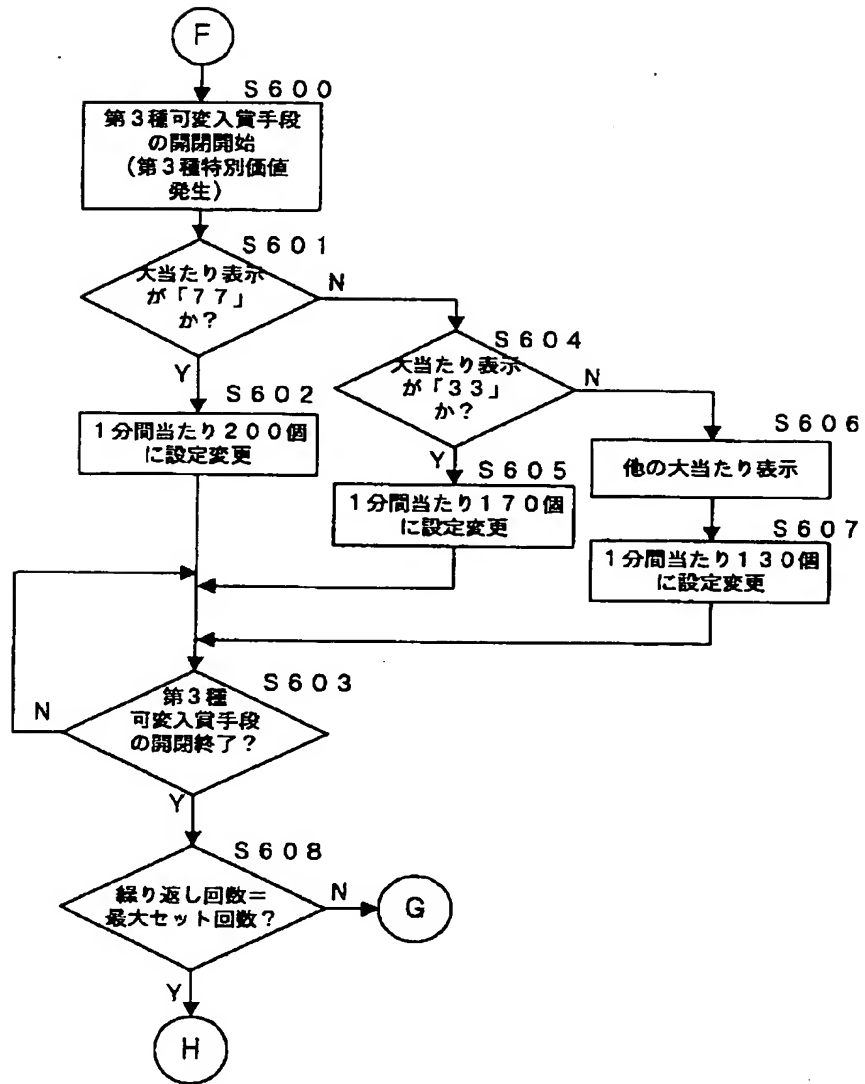 F
S600
第3種可変入賞手段
の開閉開始
(第3種特別価値
発生)
S601
大当たり表示
が「77」
か?
N
Y
S602
1分間当たり200個
に設定変更
S604
大当たり表示
が「33」
か?
N
Y
S605
1分間当たり170個
に設定変更
S606
他の大当たり表示
S607
1分間当たり130個
に設定変更
S603
第3種
可変入賞手段
の開閉終了?
N
Y
S608
繰り返し回数=
最大セット回数?
N
G
Y
H